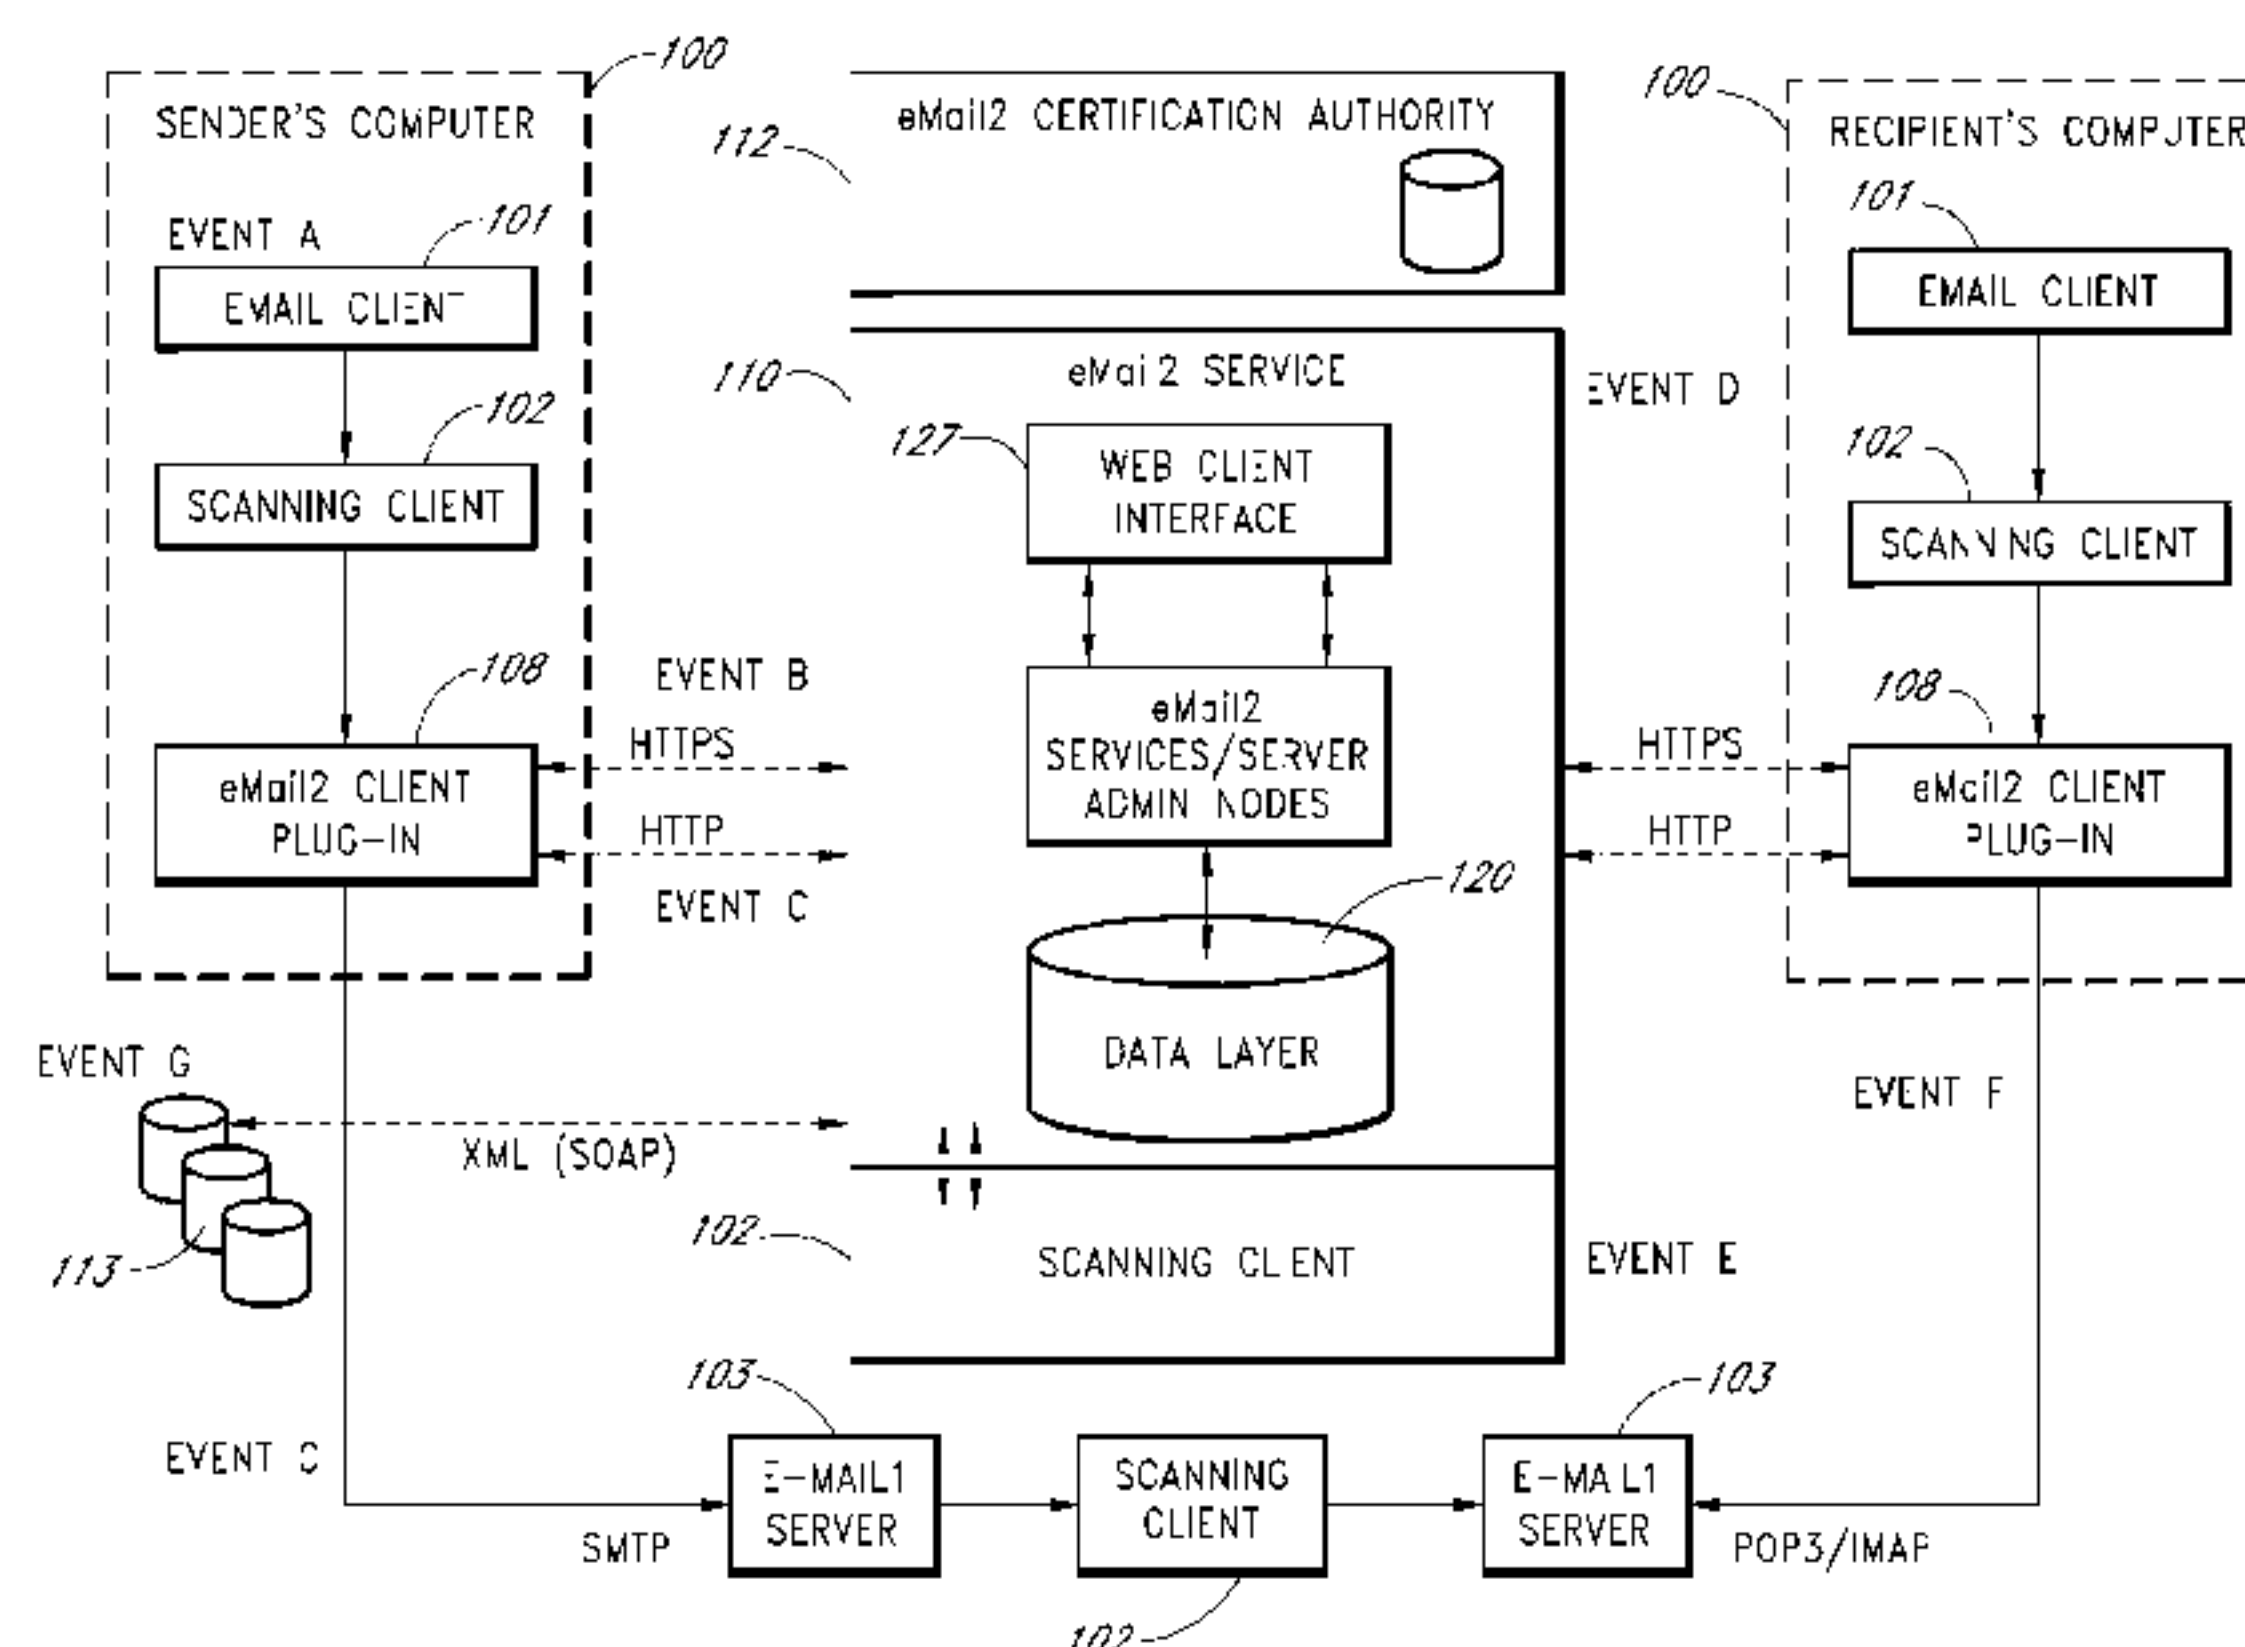 100
SENDER'S COMPUTER
EVENT A
101
EMAIL CLIENT
102
SCANNING CLIENT
108
eMail2 CLIENT
PLUG-IN
EVENT B
HTTPS
HTTP
EVENT C
EVENT G
XML (SOAP)
113
EVENT C
SMTP
112
eMail2 CERTIFICATION AUTHORITY
110
eMail2 SERVICE
127
WEB CLIENT
INTERFACE
eMail2
SERVICES/SERVER
ADMIN NODES
120
DATA LAYER
102
SCANNING CLIENT
103
E-MAIL1
SERVER
SCANNING
CLIENT
102
103
E-MAIL1
SERVER
POP3/IMAP
100
RECIPIENT'S COMPUTER
101
EMAIL CLIENT
EVENT D
102
SCANNING CLIENT
108
HTTPS
HTTP
eMail2 CLIENT
PLUG-IN
EVENT F
EVENT E